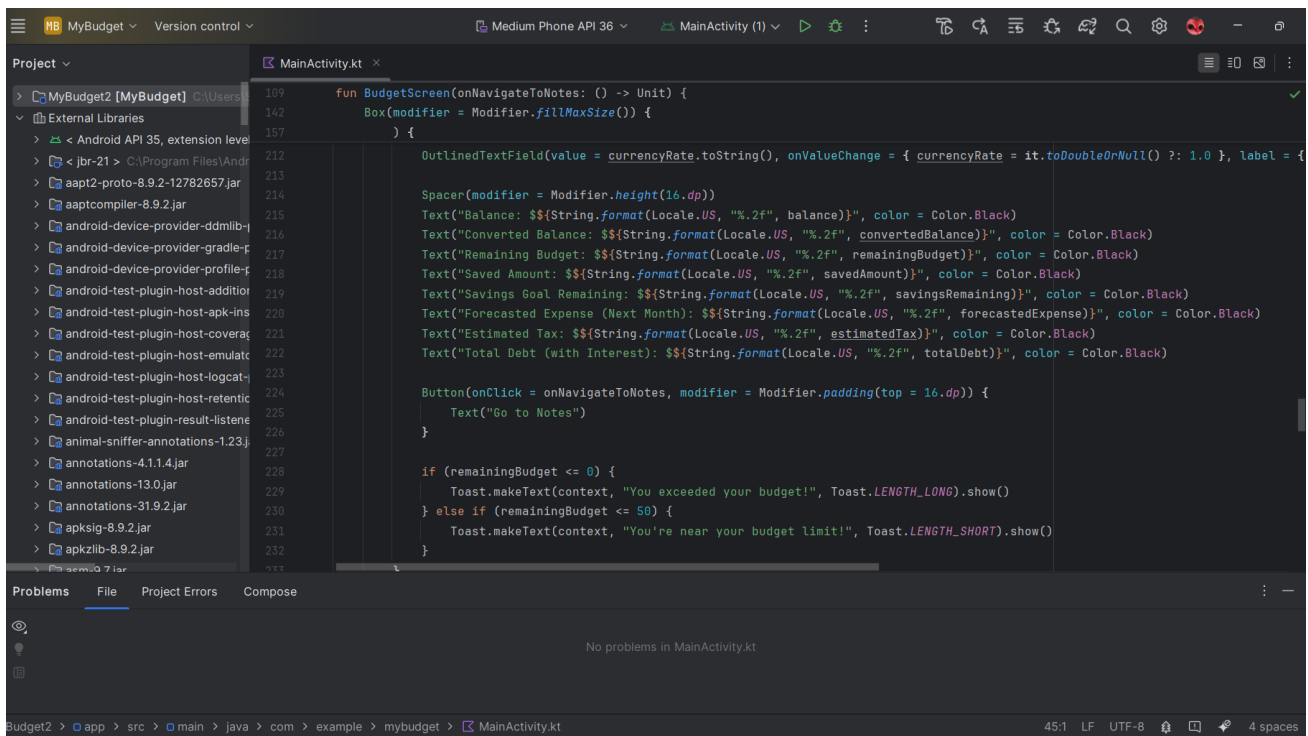 MB MyBudget Version control Medium Phone API 36 MainActivity (1)
Project
MainActivity.kt
MyBudget2 [MyBudget] C:\Users\
External Libraries
< Android API 35, extension leve
< jbr-21 > C:\Program Files\Andr
aapt2-proto-8.9.2-12782657.jar
aaptcompiler-8.9.2.jar
android-device-provider-ddmlib-
android-device-provider-gradle-p
android-device-provider-profile-p
android-test-plugin-host-addition
android-test-plugin-host-apk-ins
android-test-plugin-host-coverag
android-test-plugin-host-emulato
android-test-plugin-host-logcat-
android-test-plugin-host-retentio
android-test-plugin-result-listene
animal-sniffer-annotations-1.23.j
annotations-4.1.1.4.jar
annotations-13.0.jar
annotations-31.9.2.jar
apksig-8.9.2.jar
apkzlib-8.9.2.jar
asm-9.7.jar
109 fun BudgetScreen(onNavigateToNotes: () -> Unit) {
142 Box(modifier = Modifier.fillMaxSize()) {
157 ) {
212 OutlinedTextField(value = currencyRate.toString(), onValueChange = { currencyRate = it.toDoubleOrNull() ?: 1.0 }, label = {
213
214 Spacer(modifier = Modifier.height(16.dp))
215 Text("Balance: $${String.format(Locale.US, "%.2f", balance)}", color = Color.Black)
216 Text("Converted Balance: $${String.format(Locale.US, "%.2f", convertedBalance)}", color = Color.Black)
217 Text("Remaining Budget: $${String.format(Locale.US, "%.2f", remainingBudget)}", color = Color.Black)
218 Text("Saved Amount: $${String.format(Locale.US, "%.2f", savedAmount)}", color = Color.Black)
219 Text("Savings Goal Remaining: $${String.format(Locale.US, "%.2f", savingsRemaining)}", color = Color.Black)
220 Text("Forecasted Expense (Next Month): $${String.format(Locale.US, "%.2f", forecastedExpense)}", color = Color.Black)
221 Text("Estimated Tax: $${String.format(Locale.US, "%.2f", estimatedTax)}", color = Color.Black)
222 Text("Total Debt (with Interest): $${String.format(Locale.US, "%.2f", totalDebt)}", color = Color.Black)
223
224 Button(onClick = onNavigateToNotes, modifier = Modifier.padding(top = 16.dp)) {
225 Text("Go to Notes")
226 }
227
228 if (remainingBudget <= 0) {
229 Toast.makeText(context, "You exceeded your budget!", Toast.LENGTH_LONG).show()
230 } else if (remainingBudget <= 50) {
231 Toast.makeText(context, "You're near your budget limit!", Toast.LENGTH_SHORT).show()
232 }
233 }
Problems File Project Errors Compose
No problems in MainActivity.kt
Budget2 > app > src > main > java > com > example > mybudget > MainActivity.kt 45:1 LF UTF-8 4 spaces